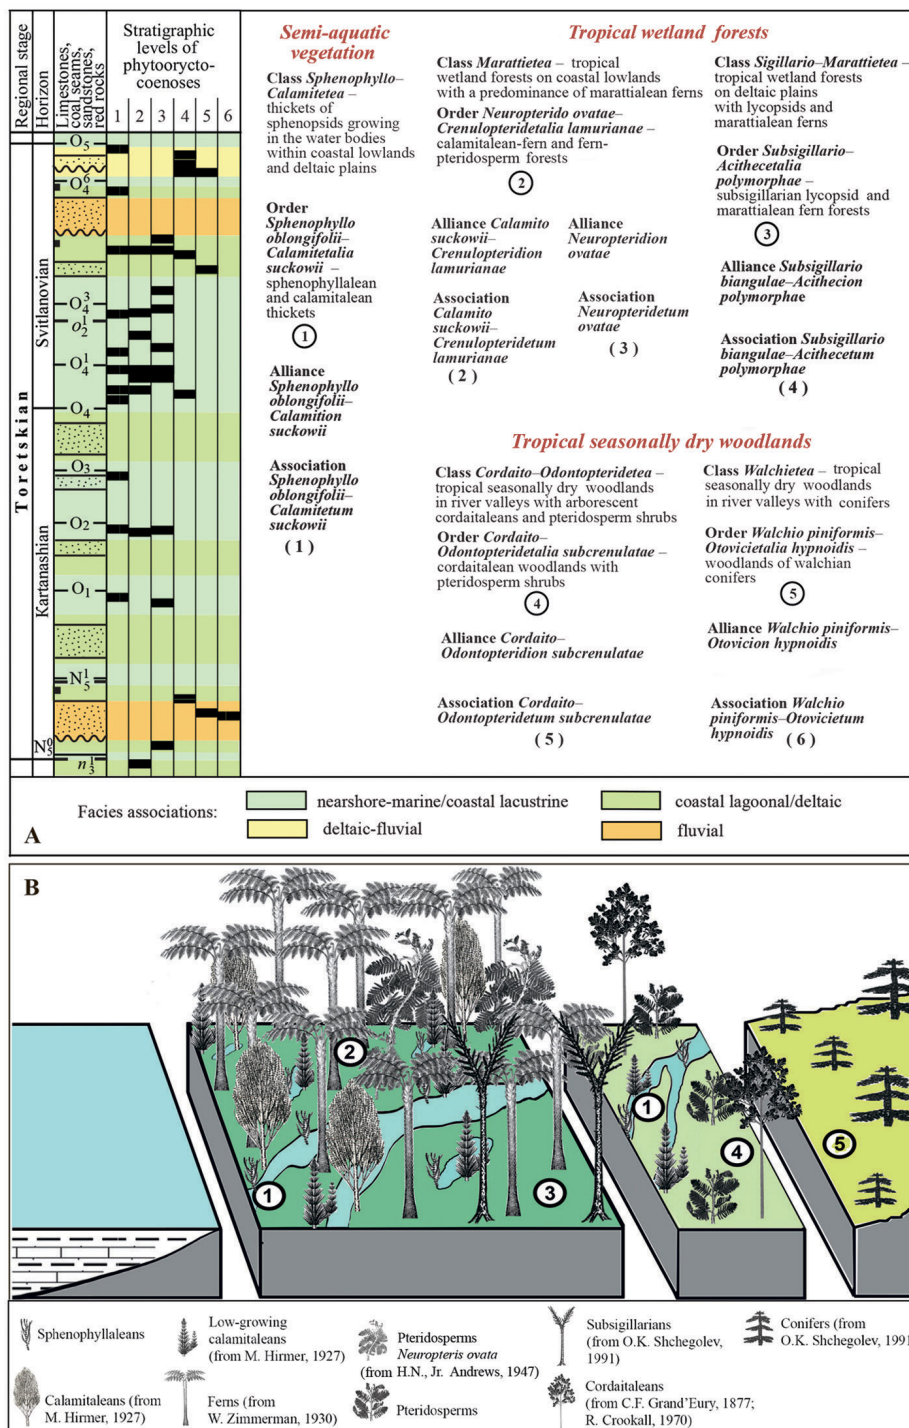 Regional stage
Horizon
Limestones,
coal seams,
sandstones,
red rocks
Stratigraphic
levels of
phytoorycto-
coenoses
1 2 3 4 5 6
Toretskian
Svitlanovian
Kartanashian
O5
O6/4
O3/4
o1/2
O1/4
O4
O3
O2
O1
N1/5
N0/5
n1/3
Semi-aquatic
vegetation
Class Sphenophyllo–
Calamitetea –
thickets of
sphenopsids growing
in the water bodies
within coastal lowlands
and deltaic plains
Order
Sphenophyllo
oblongifolii–
Calamitetalia
suckowii –
sphenophyllalean
and calamitalean
thickets
1
Alliance
Sphenophyllo
oblongifolii–
Calamition
suckowii
Association
Sphenophyllo
oblongifolii–
Calamitetum
suckowii
( 1 )
Tropical wetland forests
Class Marattietea – tropical
wetland forests on coastal lowlands
with a predominance of marattialean ferns
Order Neuropterido ovatae–
Crenulopteridetalia lamurianae –
calamitalean-fern and fern-
pteridosperm forests
2
Alliance Calamito
suckowii–
Crenulopteridion
lamurianae
Association
Calamito
suckowii–
Crenulopteridetum
lamurianae
( 2 )
Alliance
Neuropteridion
ovatae
Association
Neuropteridetum
ovatae
( 3 )
Class Sigillario–Marattietea –
tropical wetland forests
on deltaic plains
with lycopsids and
marattialean ferns
Order Subsigillario–
Acithecetalia
polymorphae –
subsigillarian lycopsid and
marattialean fern forests
3
Alliance Subsigillario
biangulae–Acithecion
polymorphae
Association Subsigillario
biangulae–Acithecetum
polymorphae
( 4 )
Tropical seasonally dry woodlands
Class Cordaito–Odontopteridetea –
tropical seasonally dry woodlands
in river valleys with arborescent
cordaitaleans and pteridosperm shrubs
Order Cordaito–
Odontopteridetalia subcrenulatae –
cordaitalean woodlands with
pteridosperm shrubs
4
Alliance Cordaito–
Odontopteridion subcrenulatae
Association Cordaito–
Odontopteridetum subcrenulatae
( 5 )
Class Walchietea – tropical
seasonally dry woodlands
in river valleys with conifers
Order Walchio piniformis–
Otovicietalia hypnoidis –
woodlands of walchian
conifers
5
Alliance Walchio piniformis–
Otovicion hypnoidis
Association Walchio
piniformis–Otovicietum
hypnoidis
( 6 )
A
Facies associations:
nearshore-marine/coastal lacustrine
deltaic-fluvial
coastal lagoonal/deltaic
fluvial
B
2
1
3
1
4
5
Sphenophyllaleans
Low-growing
calamitaleans
(from M. Hirmer, 1927)
Pteridosperms
Neuropteris ovata
(from H.N., Jr. Andrews, 1947)
Subsigillarians
(from O.K. Shchegolev,
1991)
Conifers (from
O.K. Shchegolev, 1991
Calamitaleans (from
M. Hirmer, 1927)
Ferns (from
W. Zimmerman, 1930)
Pteridosperms
Cordaitaleans
(from C.F. Grand'Eury, 1877;
R. Crookall, 1970)